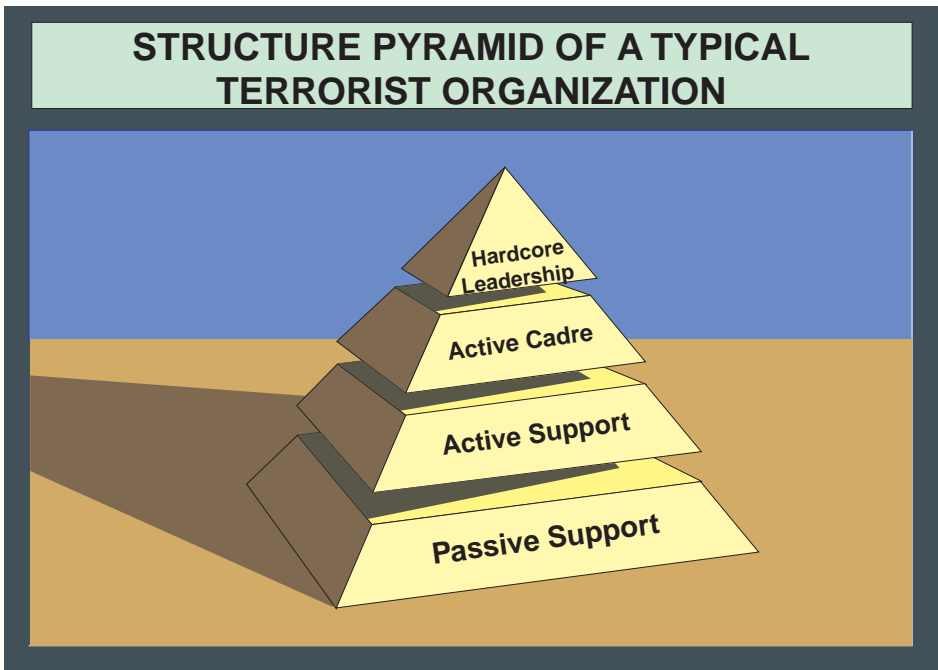 STRUCTURE PYRAMID OF A TYPICAL
TERRORIST ORGANIZATION
Hardcore
Leadership
Active Cadre
Active Support
Passive Support